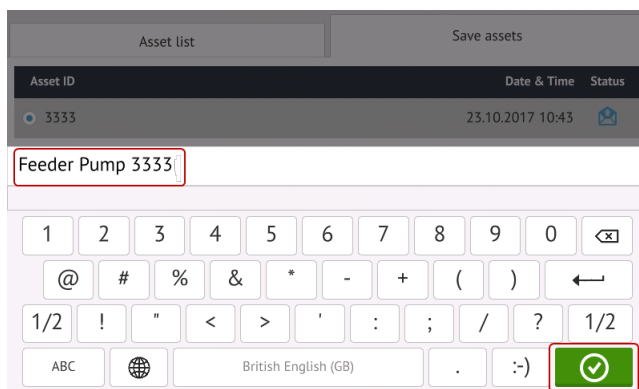 Asset list Save assets
Asset ID Date & Time Status
3333 23.10.2017 10:43
Feeder Pump 3333
1 2 3 4 5 6 7 8 9 0
@ # % & * - + ( )
1/2 ! " < > ' : ; / ? 1/2
ABC British English (GB) . :-)